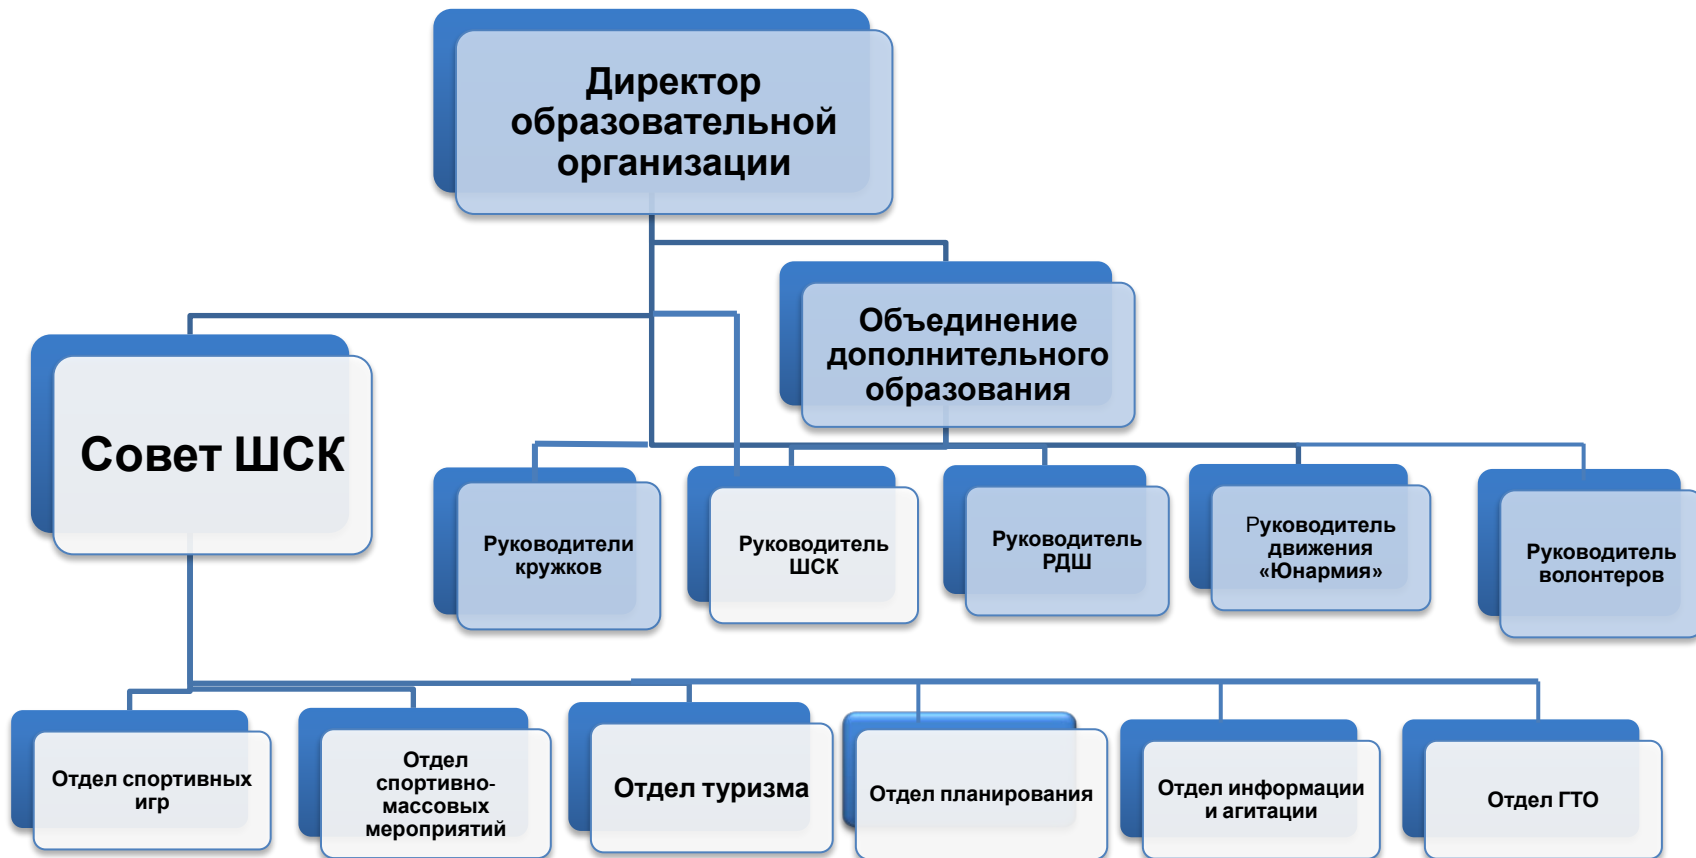 Директор
образовательной
организации
Объединение
дополнительного
образования
Совет ШСК
Руководители
кружков
Руководитель
ШСК
Руководитель
РДШ
Руководитель
движения
«Юнармия»
Руководитель
волонтеров
Отдел спортивных
игр
Отдел
спортивно-
массовых
мероприятий
Отдел туризма
Отдел планирования
Отдел информации
и агитации
Отдел ГТО